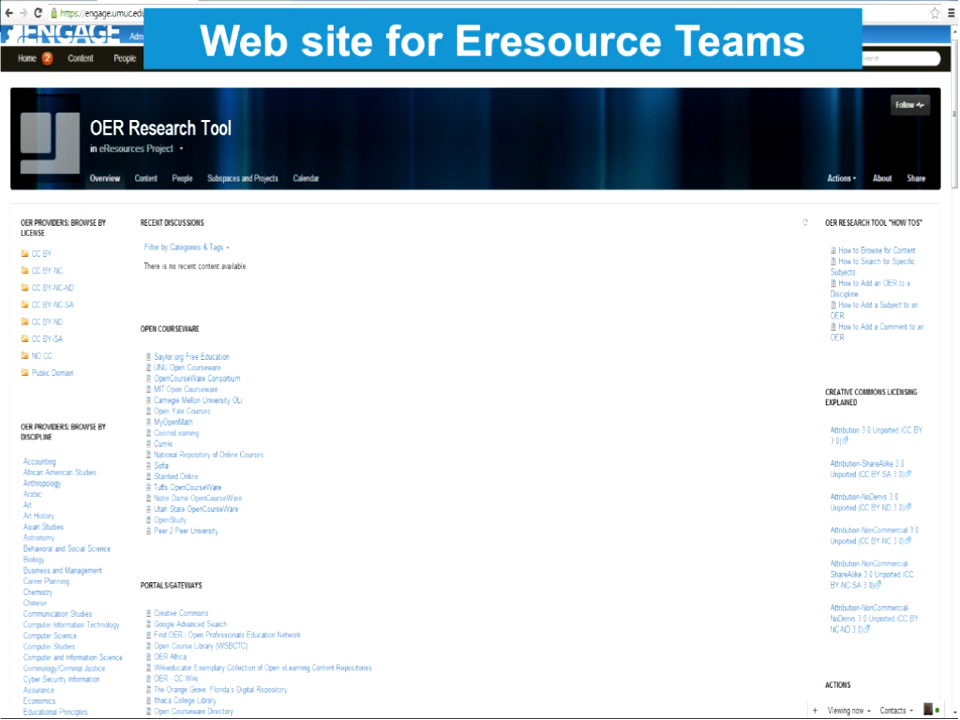 https://engage.umuc.edu
Web site for Eresource Teams
ENGAGE
Home 2 Content People
OER Research Tool
in eResources Project
Follow
Overview Content People Subspaces and Projects Calendar
Actions About Share
OER PROVIDERS: BROWSE BY
LICENSE
CC BY
CC BY-NC
CC BY-NC-ND
CC BY-NC-SA
CC BY-ND
CC BY-SA
NO CC
Public Domain
OER PROVIDERS: BROWSE BY
DISCIPLINE
Accounting
African American Studies
Anthropology
Arabic
Art
Art History
Asian Studies
Astronomy
Behavioral and Social Science
Biology
Business and Management
Career Planning
Chemistry
Chinese
Communication Studies
Computer Information Technology
Computer Science
Computer Studies
Computer and Information Science
Criminology/Criminal Justice
Cyber Security Information
Assurance
Economics
Educational Principles
RECENT DISCUSSIONS
Filter by Categories & Tags
There is no recent content available
OPEN COURSEWARE
Saylor.org Free Education
UNU Open Courseware
OpenCourseWare Consortium
MIT Open Courseware
Carnegie Mellon University OLI
Open Yale Courses
MyOpenMath
CosmoLearning
Curriki
National Repository of Online Courses
Sofia
Stanford Online
Tufts OpenCourseWare
Notre Dame OpenCourseWare
Utah State OpenCourseWare
OpenStudy
Peer 2 Peer University
PORTALS/GATEWAYS
Creative Commons
Google Advanced Search
Find OER | Open Professionals Education Network
Open Course Library (WSBCTC)
OER Africa
Wikieducator Exemplary Collection of Open eLearning Content Repositories
OER - CC Wiki
The Orange Grove: Florida's Digital Repository
Ithaca College Library
Open Courseware Directory
OER RESEARCH TOOL "HOW TOS"
How to Browse for Content
How to Search for Specific
Subjects
How to Add an OER to a
Discipline
How to Add a Subject to an
OER
How to Add a Comment to an
OER
CREATIVE COMMONS LICENSING
EXPLAINED
Attribution 3.0 Unported (CC BY
3.0)
Attribution-ShareAlike 3.0
Unported (CC BY-SA 3.0)
Attribution-NoDerivs 3.0
Unported (CC BY-ND 3.0)
Attribution-NonCommercial 3.0
Unported (CC BY-NC 3.0)
Attribution-NonCommercial-
ShareAlike 3.0 Unported (CC
BY-NC-SA 3.0)
Attribution-NonCommercial-
NoDerivs 3.0 Unported (CC BY-
NC-ND 3.0)
ACTIONS
+ Viewing now Contacts